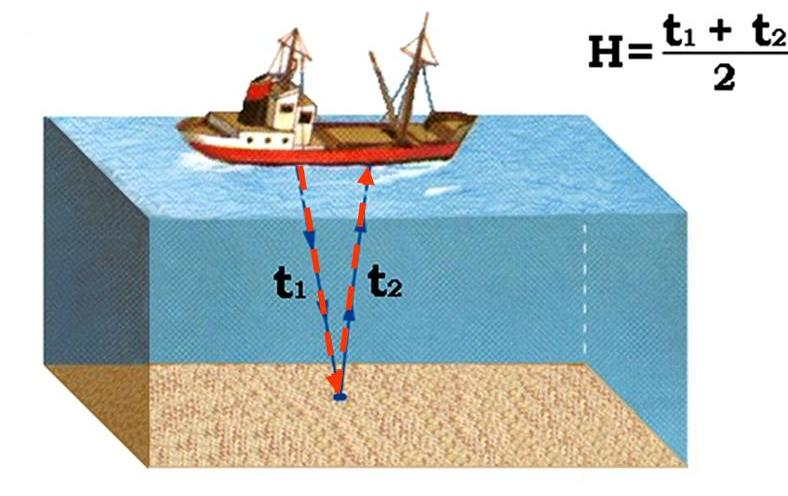 H= t₁ + t₂
2
t₁ t₂